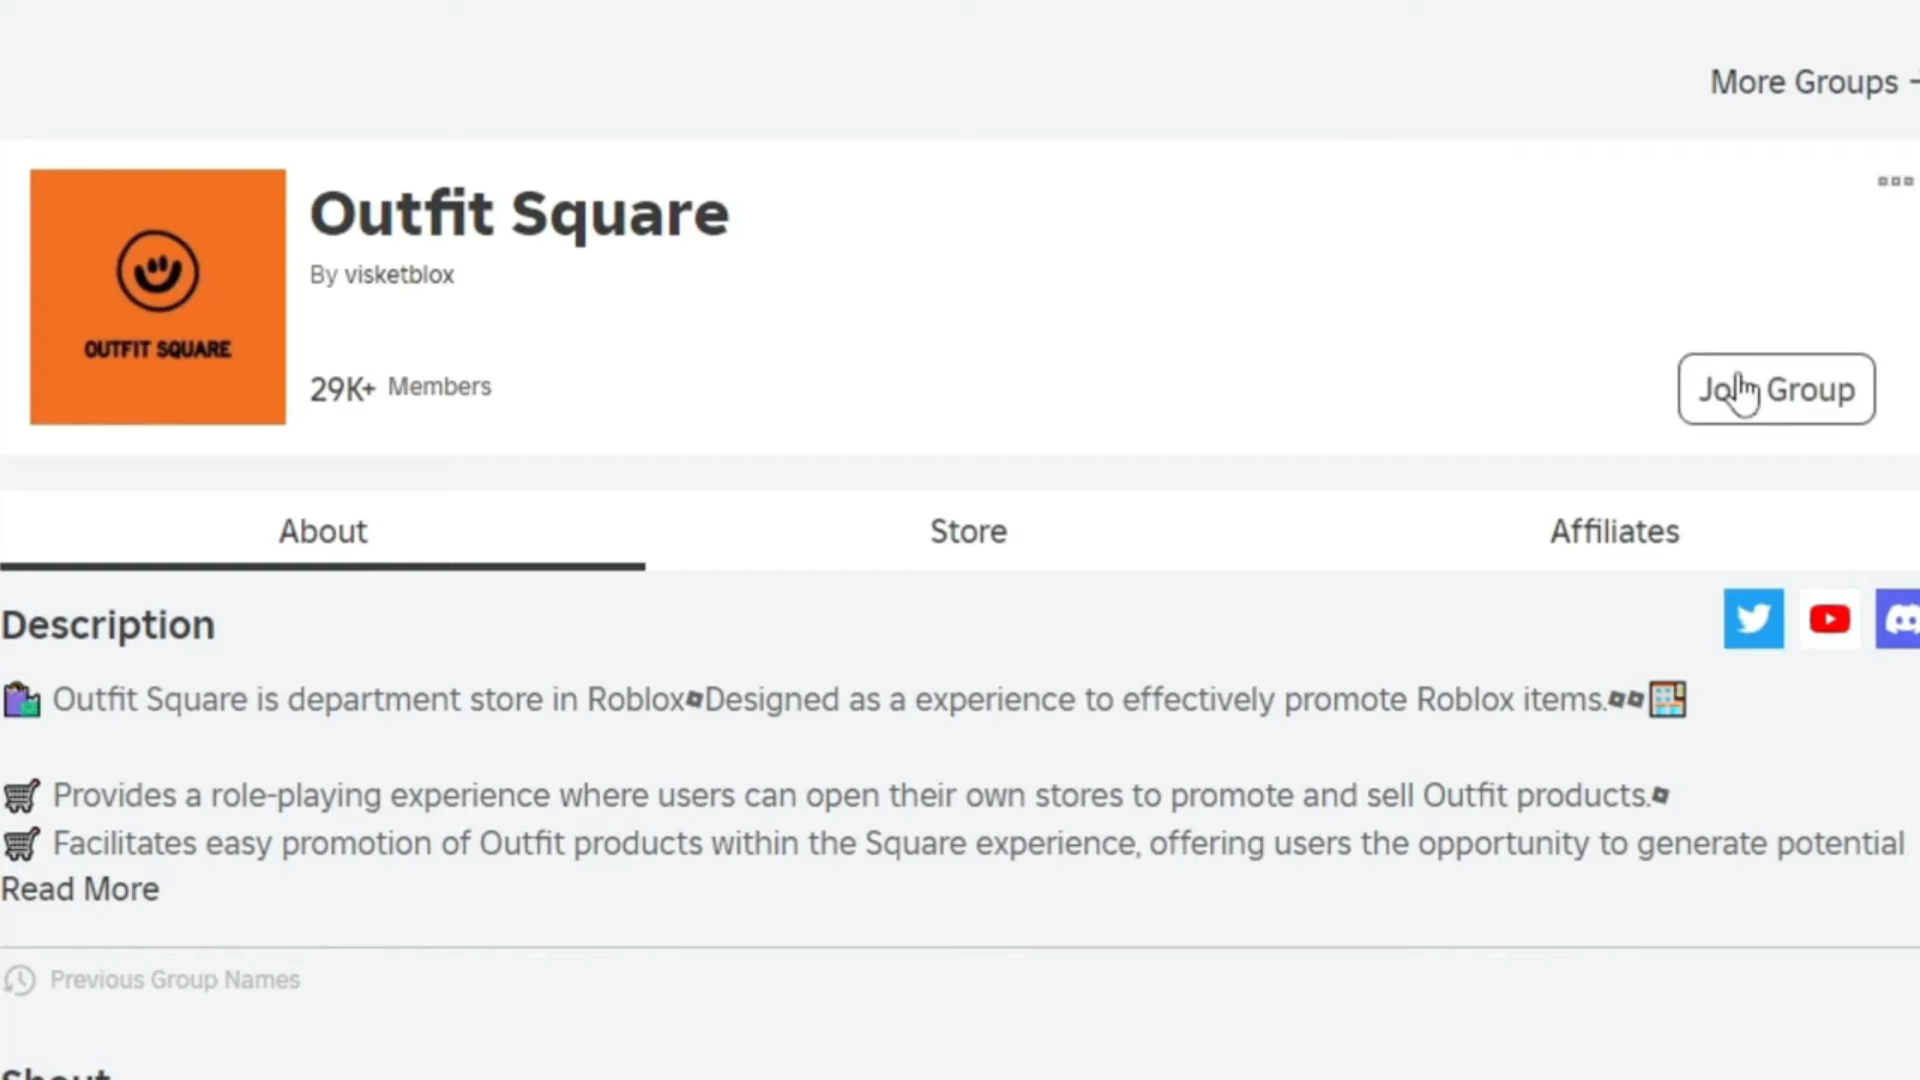 More Groups
Outfit Square
By visketblox
OUTFIT SQUARE
29K+ Members
Join Group
About
Store
Affiliates
Description
Outfit Square is department store in Roblox Designed as a experience to effectively promote Roblox items.
Provides a role-playing experience where users can open their own stores to promote and sell Outfit products.
Facilitates easy promotion of Outfit products within the Square experience, offering users the opportunity to generate potential
Read More
Previous Group Names
Shout